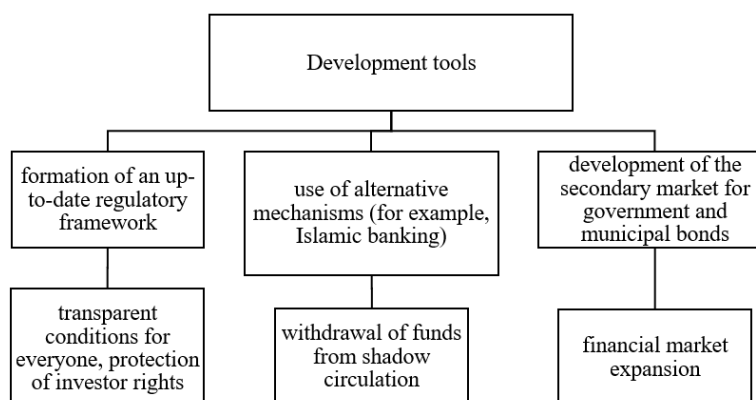 Development tools
formation of an up-
to-date regulatory
framework
use of alternative
mechanisms (for example,
Islamic banking)
development of the
secondary market for
government and
municipal bonds
transparent
conditions for
everyone, protection
of investor rights
withdrawal of funds
from shadow
circulation
financial market
expansion